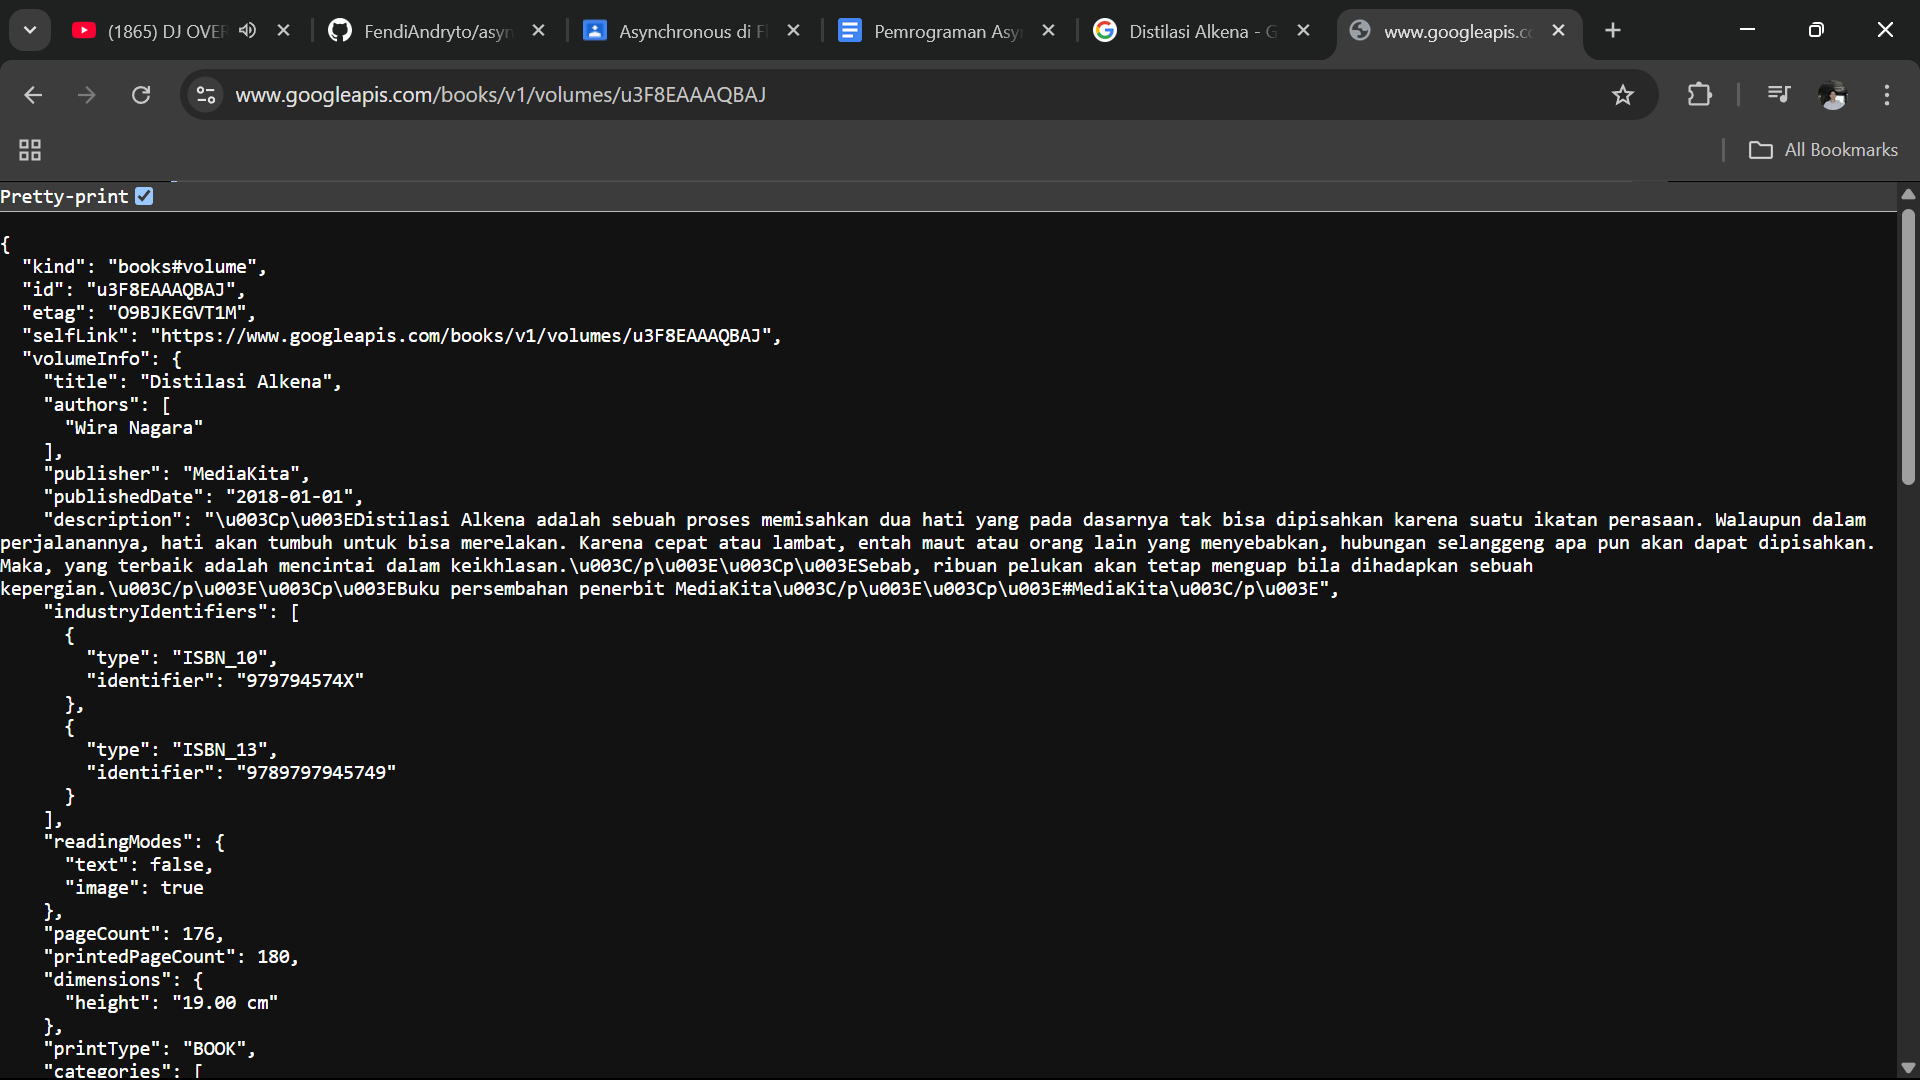 (1865) DJ OVER
FendiAndryto/asyn
Asynchronous di Fl
Pemrograman Asy
Distilasi Alkena - G
www.googleapis.co
www.googleapis.com/books/v1/volumes/u3F8EAAAQBAJ
All Bookmarks
Pretty-print
{
"kind": "books#volume",
"id": "u3F8EAAAQBAJ",
"etag": "O9BJKEGVT1M",
"selfLink": "https://www.googleapis.com/books/v1/volumes/u3F8EAAAQBAJ",
"volumeInfo": {
"title": "Distilasi Alkena",
"authors": [
"Wira Nagara"
],
"publisher": "MediaKita",
"publishedDate": "2018-01-01",
"description": "\u003Cp\u003EDistilasi Alkena adalah sebuah proses memisahkan dua hati yang pada dasarnya tak bisa dipisahkan karena suatu ikatan perasaan. Walaupun dalam
perjalanannya, hati akan tumbuh untuk bisa merelakan. Karena cepat atau lambat, entah maut atau orang lain yang menyebabkan, hubungan selanggeng apa pun akan dapat dipisahkan.
Maka, yang terbaik adalah mencintai dalam keikhlasan.\u003C/p\u003E\u003Cp\u003ESebab, ribuan pelukan akan tetap menguap bila dihadapkan sebuah
kepergian.\u003C/p\u003E\u003Cp\u003EBuku persembahan penerbit MediaKita\u003C/p\u003E\u003Cp\u003E#MediaKita\u003C/p\u003E",
"industryIdentifiers": [
{
"type": "ISBN_10",
"identifier": "979794574X"
},
{
"type": "ISBN_13",
"identifier": "9789797945749"
}
],
"readingModes": {
"text": false,
"image": true
},
"pageCount": 176,
"printedPageCount": 180,
"dimensions": {
"height": "19.00 cm"
},
"printType": "BOOK",
"categories": [